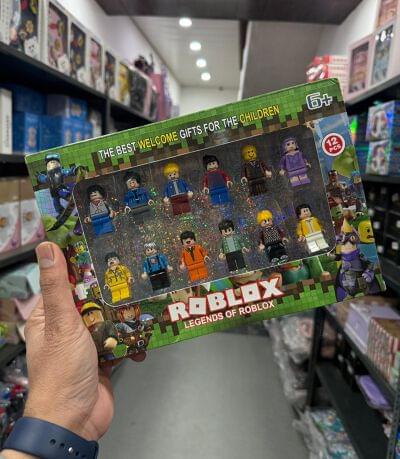 THE BEST WELCOME GIFTS FOR THE CHILDREN
6+
12
PCS
ROBLOX
LEGENDS OF ROBLOX